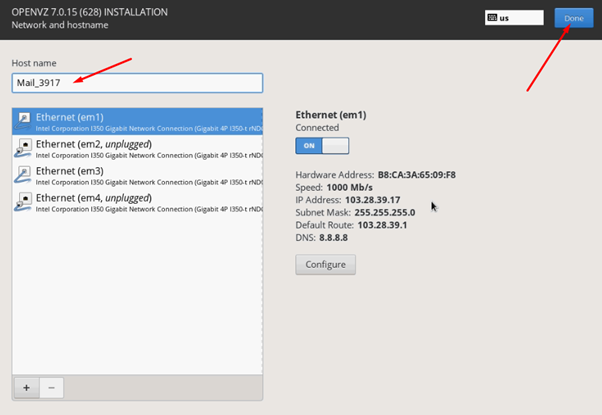 OPENVZ 7.0.15 (628) INSTALLATION
Network and hostname
us
Done
Host name
Mail_3917
Ethernet (em1)
Intel Corporation I350 Gigabit Network Connection (Gigabit 4P I350-t rNDC
Ethernet (em2, unplugged)
Intel Corporation I350 Gigabit Network Connection (Gigabit 4P I350-t rNDC
Ethernet (em3)
Intel Corporation I350 Gigabit Network Connection (Gigabit 4P I350-t rNDC
Ethernet (em4, unplugged)
Intel Corporation I350 Gigabit Network Connection (Gigabit 4P I350-t rNDC
+ −
Ethernet (em1)
Connected
ON
Hardware Address: B8:CA:3A:65:09:F8
Speed: 1000 Mb/s
IP Address: 103.28.39.17
Subnet Mask: 255.255.255.0
Default Route: 103.28.39.1
DNS: 8.8.8.8
Configure